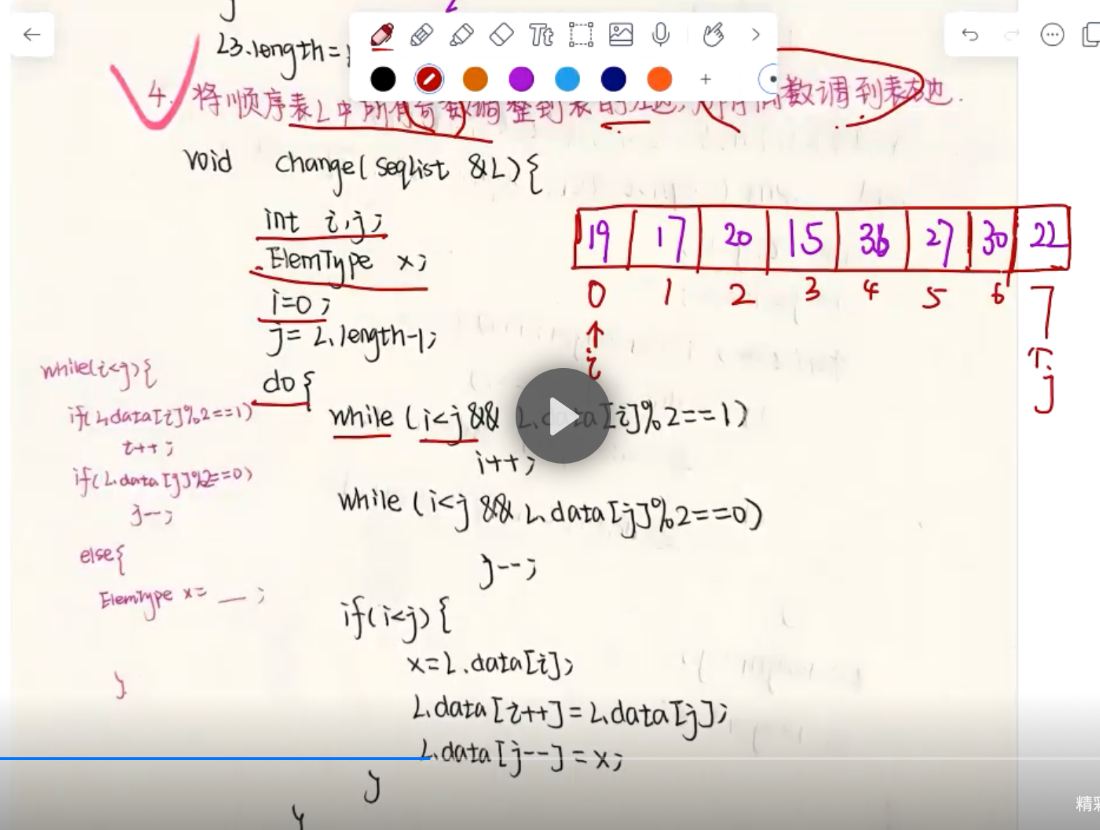 L3.length=
4. 将顺序表L中所有奇数调整到表的左边, 所有偶数调到表右边.
void change(SeqList &L){
int i,j;
ElemType x;
i=0;
j=L.length-1;
do{
while(i<j&&L.data[i]%2==1)
i++;
while(i<j&&L.data[j]%2==0)
j--;
if(i<j){
x=L.data[i];
L.data[i++]=L.data[j];
L.data[j--]=x;
}
while(i<j){
if(L.data[i]%2==1)
i++;
if(L.data[j]%2==0)
j--;
else{
ElemType x=__;
}
19 17 20 15 36 27 30 22
0 1 2 3 4 5 6 7
i
j
Tt
精彩